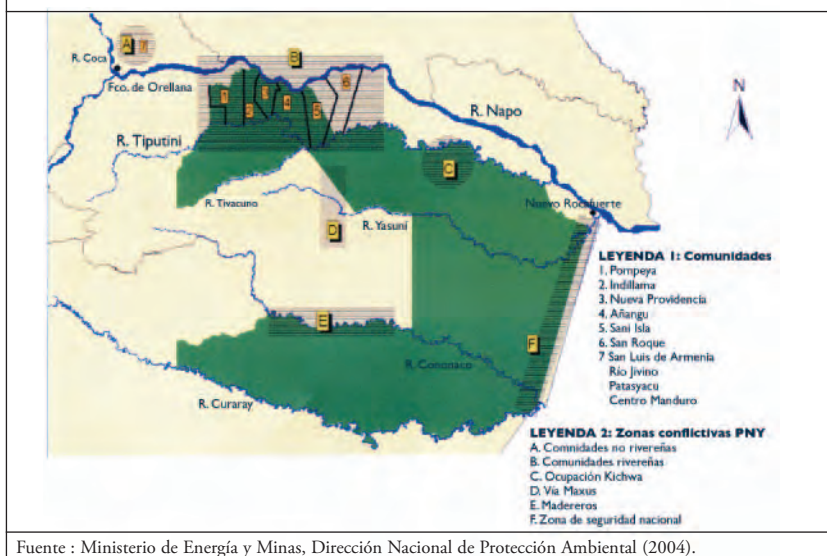 A
7
R. Coca
B
Fco. de Orellana
1
2
3
4
5
6
N
R. Napo
R. Tiputini
C
R. Tivacuno
Nuevo Rocafuerte
D
R. Yasuni
E
F
R. Cononaco
R. Curaray
LEYENDA 1: Comunidades
1. Pompeya
2. Indillama
3. Nueva Providencia
4. Añangu
5. Sani Isla
6. San Roque
7 San Luis de Armenia
Río Jivino
Patasyacu
Centro Manduro
LEYENDA 2: Zonas conflictivas PNY
A. Comnidades no rivereñas
B. Comunidades rivereñas
C. Ocupación Kichwa
D. Vía Maxus
E. Madereros
F. Zona de seguridad nacional
Fuente : Ministerio de Energía y Minas, Dirección Nacional de Protección Ambiental (2004).